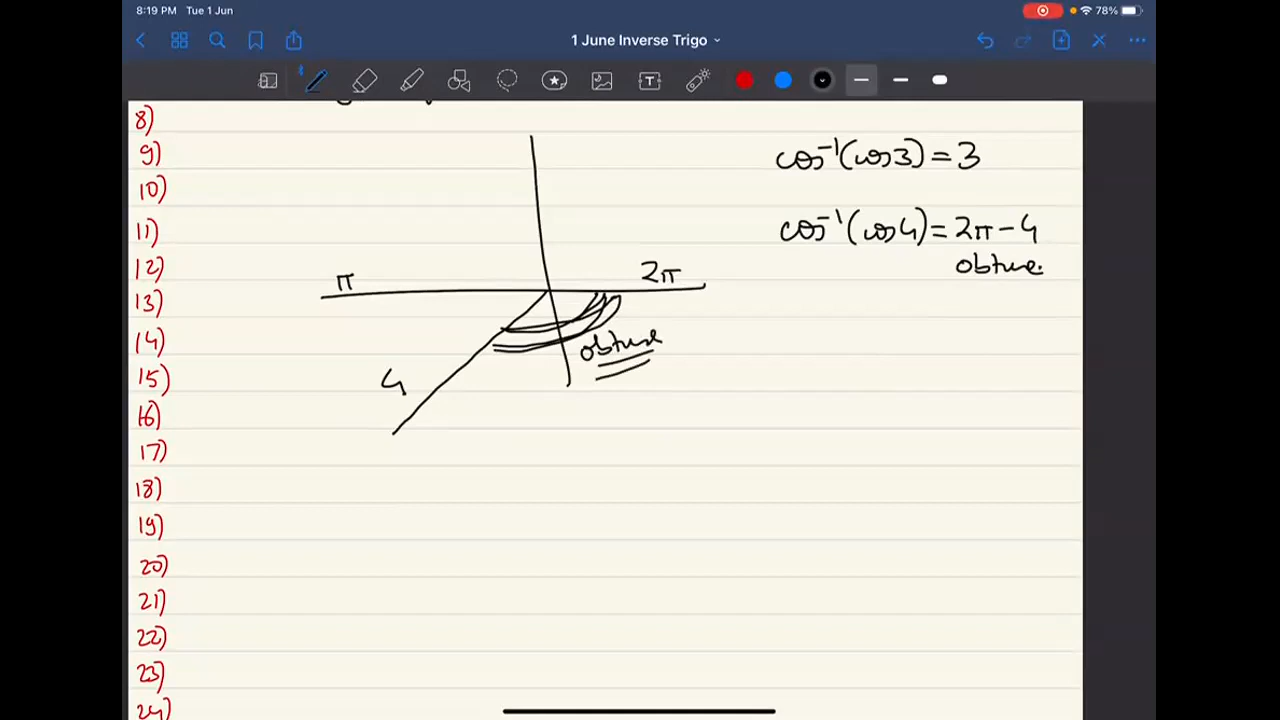 8:19 PM Tue 1 Jun
78%
1 June Inverse Trigo
8)
9)
10)
11)
12)
13)
14)
15)
16)
17)
18)
19)
20)
21)
22)
23)
24)
π
2π
4
obtuse
cos⁻¹(cos3) = 3
cos⁻¹(cos4) = 2π − 4
obtuse.